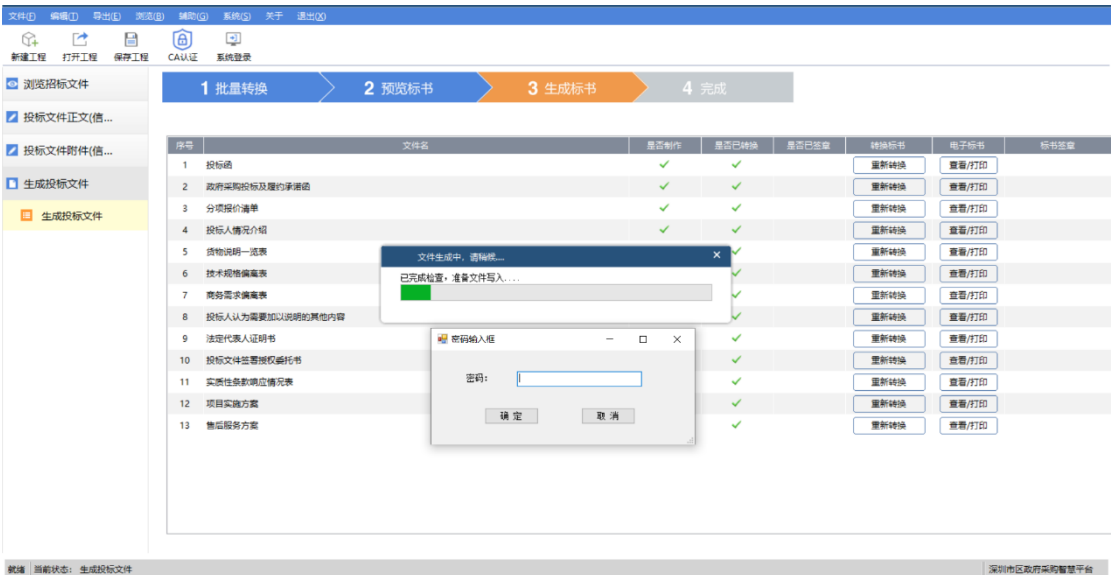 文件(F) 编辑(I) 导出(E) 浏览(B) 辅助(G) 系统(S) 关于 退出(X)
新建工程 打开工程 保存工程 CA认证 系统登录
浏览招标文件
投标文件正文(信...
投标文件附件(信...
生成投标文件
生成投标文件
1 批量转换 2 预览标书 3 生成标书 4 完成
序号 文件名 是否制作 是否已转换 是否已签章 转换标书 电子标书 标书签章
1 投标函 重新转换 查看/打印
2 政府采购投标及履约承诺函 重新转换 查看/打印
3 分项报价清单 重新转换 查看/打印
4 投标人情况介绍 重新转换 查看/打印
5 货物说明一览表 重新转换 查看/打印
6 技术规格偏离表 重新转换 查看/打印
7 商务需求偏离表 重新转换 查看/打印
8 投标人认为需要加以说明的其他内容 重新转换 查看/打印
9 法定代表人证明书 重新转换 查看/打印
10 投标文件签署授权委托书 重新转换 查看/打印
11 实质性条款响应情况表 重新转换 查看/打印
12 项目实施方案 重新转换 查看/打印
13 售后服务方案 重新转换 查看/打印
文件生成中，请稍候...
已完成检查，准备文件写入....
密码输入框
密码：
确定 取消
就绪 当前状态： 生成投标文件 深圳市区政府采购智慧平台